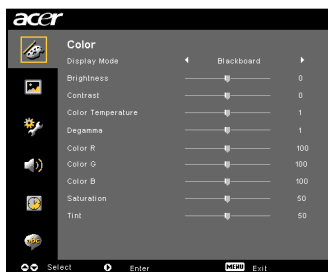 acer
Color
Display Mode Blackboard
Brightness 0
Contrast 0
Color Temperature 1
Degamma 1
Color R 100
Color G 100
Color B 100
Saturation 50
Tint 50
Select Enter MENU Exit